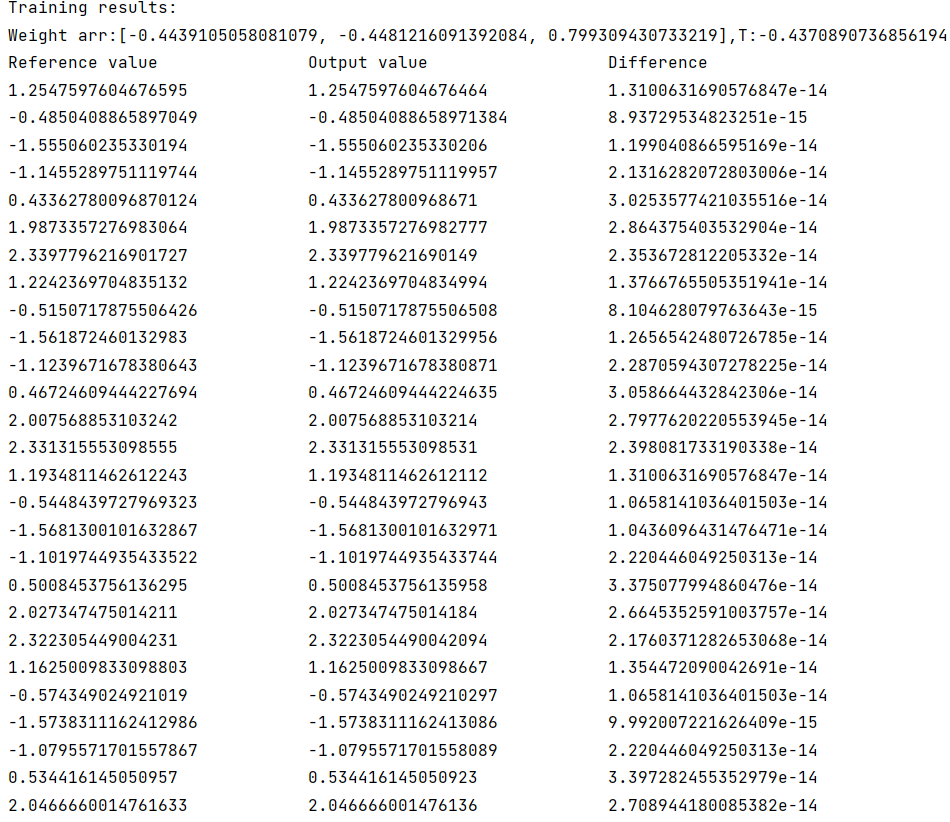 Training results:
Weight arr:[-0.4439105058081079, -0.4481216091392084, 0.799309430733219],T:-0.4370890736856194
Reference value Output value Difference
1.2547597604676595 1.2547597604676464 1.3100631690576847e-14
-0.4850408865897049 -0.48504088658971384 8.93729534823251e-15
-1.555060235330194 -1.555060235330206 1.199040866595169e-14
-1.1455289751119744 -1.1455289751119957 2.1316282072803006e-14
0.43362780096870124 0.433627800968671 3.0253577421035516e-14
1.9873357276983064 1.9873357276982777 2.864375403532904e-14
2.3397796216901727 2.339779621690149 2.353672812205332e-14
1.2242369704835132 1.2242369704834994 1.3766765505351941e-14
-0.5150717875506426 -0.5150717875506508 8.104628079763643e-15
-1.561872460132983 -1.5618724601329956 1.2656542480726785e-14
-1.1239671678380643 -1.1239671678380871 2.2870594307278225e-14
0.46724609444227694 0.46724609444224635 3.058664432842306e-14
2.007568853103242 2.007568853103214 2.7977620220553945e-14
2.331315553098555 2.331315553098531 2.398081733190338e-14
1.1934811462612243 1.1934811462612112 1.3100631690576847e-14
-0.5448439727969323 -0.544843972796943 1.0658141036401503e-14
-1.5681300101632867 -1.5681300101632971 1.0436096431476471e-14
-1.1019744935433522 -1.1019744935433744 2.220446049250313e-14
0.5008453756136295 0.5008453756135958 3.375077994860476e-14
2.027347475014211 2.027347475014184 2.6645352591003757e-14
2.322305449004231 2.3223054490042094 2.1760371282653068e-14
1.1625009833098803 1.1625009833098667 1.354472090042691e-14
-0.574349024921019 -0.5743490249210297 1.0658141036401503e-14
-1.5738311162412986 -1.5738311162413086 9.992007221626409e-15
-1.0795571701557867 -1.0795571701558089 2.220446049250313e-14
0.534416145050957 0.534416145050923 3.397282455352979e-14
2.0466660014761633 2.046666001476136 2.708944180085382e-14